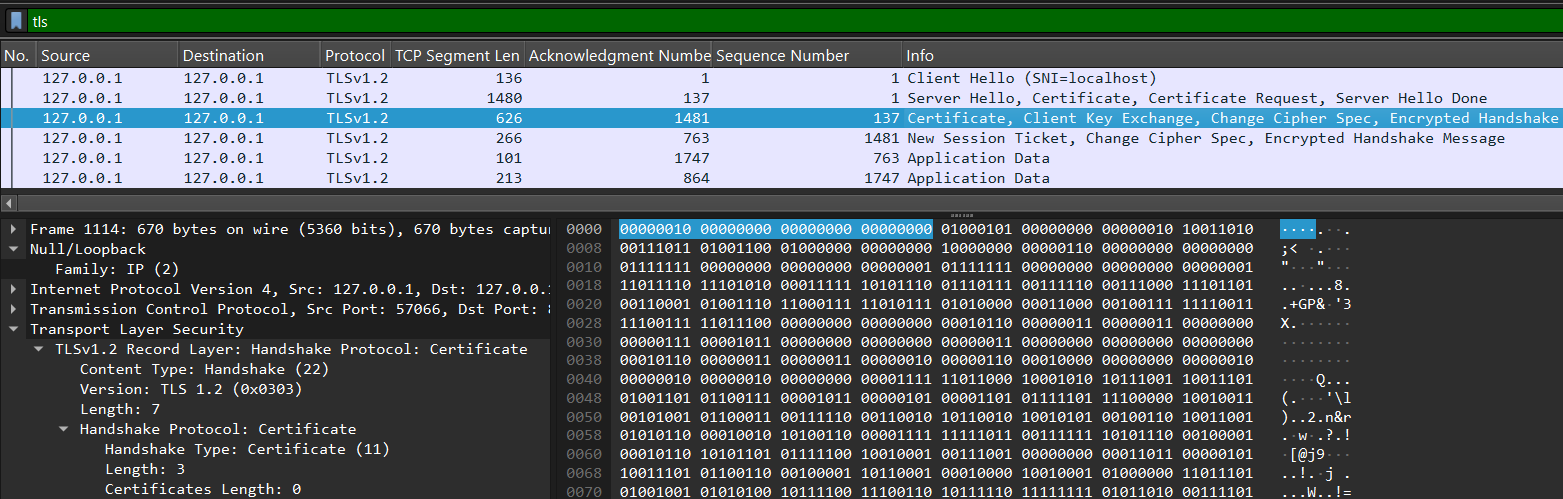 tls
No. Source Destination Protocol TCP Segment Len Acknowledgment Numbe Sequence Number Info
127.0.0.1 127.0.0.1 TLSv1.2 136 1 1 Client Hello (SNI=localhost)
127.0.0.1 127.0.0.1 TLSv1.2 1480 137 1 Server Hello, Certificate, Certificate Request, Server Hello Done
127.0.0.1 127.0.0.1 TLSv1.2 626 1481 137 Certificate, Client Key Exchange, Change Cipher Spec, Encrypted Handshake
127.0.0.1 127.0.0.1 TLSv1.2 266 763 1481 New Session Ticket, Change Cipher Spec, Encrypted Handshake Message
127.0.0.1 127.0.0.1 TLSv1.2 101 1747 763 Application Data
127.0.0.1 127.0.0.1 TLSv1.2 213 864 1747 Application Data
Frame 1114: 670 bytes on wire (5360 bits), 670 bytes captur
Null/Loopback
Family: IP (2)
Internet Protocol Version 4, Src: 127.0.0.1, Dst: 127.0.0.1
Transmission Control Protocol, Src Port: 57066, Dst Port: 8
Transport Layer Security
TLSv1.2 Record Layer: Handshake Protocol: Certificate
Content Type: Handshake (22)
Version: TLS 1.2 (0x0303)
Length: 7
Handshake Protocol: Certificate
Handshake Type: Certificate (11)
Length: 3
Certificates Length: 0
0000 00000010 00000000 00000000 00000000 01000101 00000000 00000010 10011010
0008 00111011 01001100 01000000 00000000 10000000 00000110 00000000 00000000 ;<
0010 01111111 00000000 00000000 00000001 01111111 00000000 00000000 00000001 "···"···
0018 11011110 11101010 00011111 10101110 01110111 00111110 00111000 11101101
0020 00110001 01001110 11000111 11010111 01010000 00011000 00100111 11110011 .+GP&·'3
0028 11100111 11011100 00000000 00000000 00010110 00000011 00000011 00000000 X.
0030 00000111 00001011 00000000 00000000 00000011 00000000 00000000 00000000
0038 00010110 00000011 00000011 00000010 00000110 00010000 00000000 00000010
0040 00000010 00000010 00000000 00001111 11011000 10001010 10111001 10011101 ····Q...
0048 01001101 01100111 00001011 00000101 00001101 01111101 11100000 10010011 (.···'\l
0050 00101001 01100011 00111110 00110010 10110010 10010101 00100110 10011001 )..2.n&r
0058 01010110 00010010 10100110 00001111 11111011 00111111 10101110 00100001 ·w·.?.!
0060 00010110 10101101 01111100 10010001 00111001 00000000 00011011 00000101 ·[@j9···
0068 10011101 01100110 00100001 10110001 00010000 10010001 01000000 11011101 ..!.·j·.
0070 01001001 01010100 10111100 11100110 10111110 11111111 01011010 00111101 ...W..!=